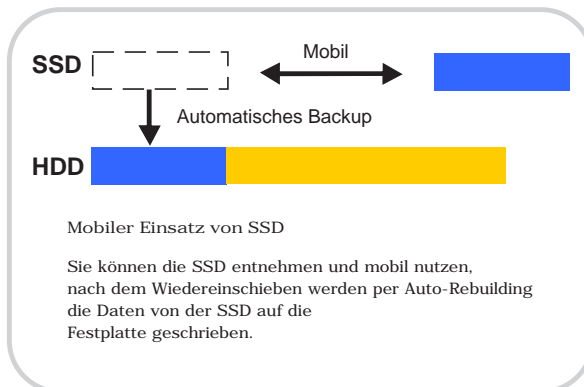 SSD
Mobil
Automatisches Backup
HDD
Mobiler Einsatz von SSD
Sie können die SSD entnehmen und mobil nutzen,
nach dem Wiedereinschieben werden per Auto-Rebuilding
die Daten von der SSD auf die
Festplatte geschrieben.